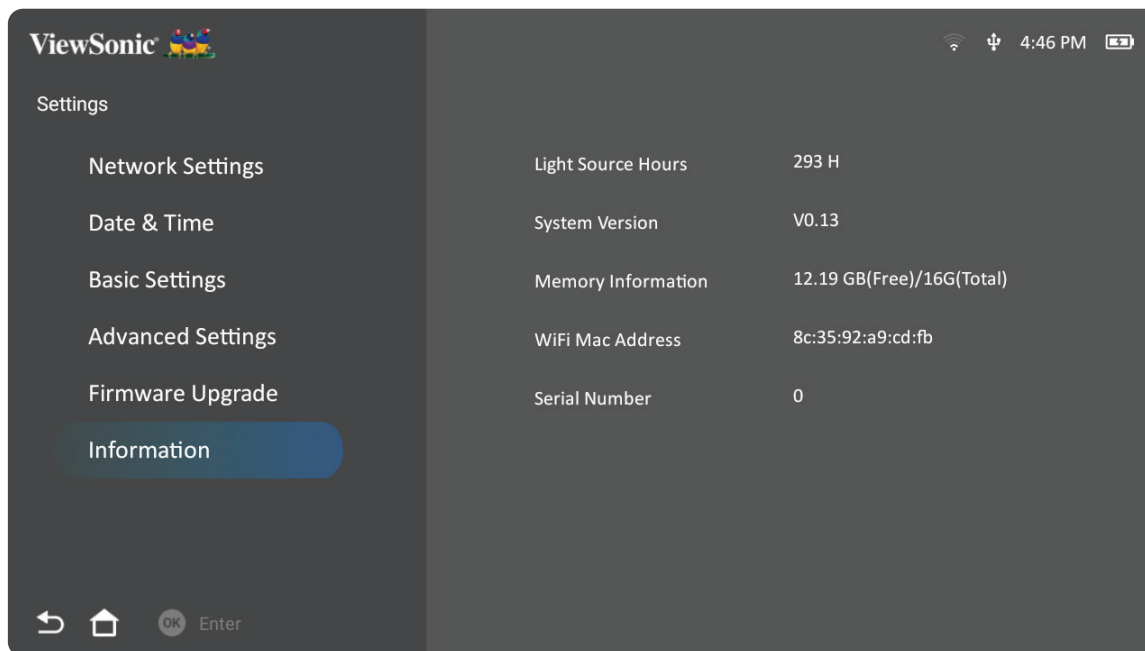 ViewSonic
4:46 PM
Settings
Network Settings
Date & Time
Basic Settings
Advanced Settings
Firmware Upgrade
Information
Light Source Hours 293 H
System Version V0.13
Memory Information 12.19 GB(Free)/16G(Total)
WiFi Mac Address 8c:35:92:a9:cd:fb
Serial Number 0
OK Enter